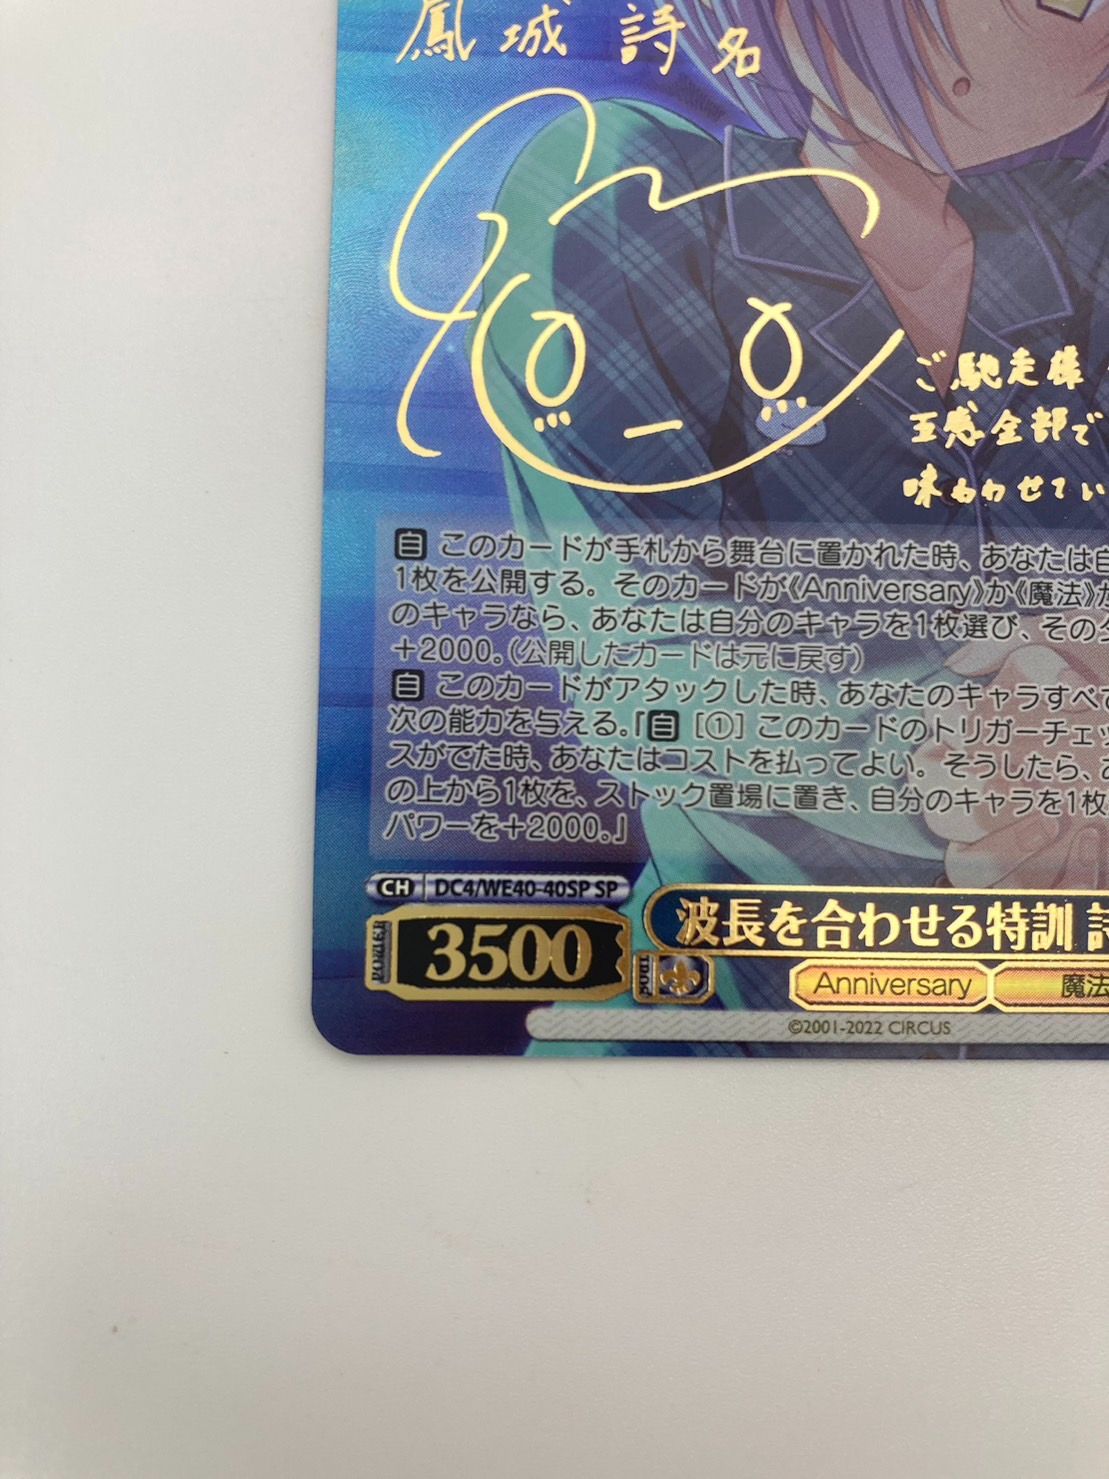 鳳城 詩名
ご馳走様
五感全部で
味わわせてい
自 このカードが手札から舞台に置かれた時、あなたは自
1枚を公開する。そのカードが《Anniversary》か《魔法》か
のキャラなら、あなたは自分のキャラを1枚選び、その
+2000。(公開したカードは元に戻す)
自 このカードがアタックした時、あなたのキャラすべて
次の能力を与える。『自 [①] このカードのトリガーチェッ
スがでた時、あなたはコストを払ってよい。そうしたら、
の上から1枚を、ストック置場に置き、自分のキャラを1枚
パワーを+2000。』
CH DC4/WE40-40SP SP
POWER 3500 SOUL
波長を合わせる特訓 詩
Anniversary 魔法
©2001-2022 CIRCUS